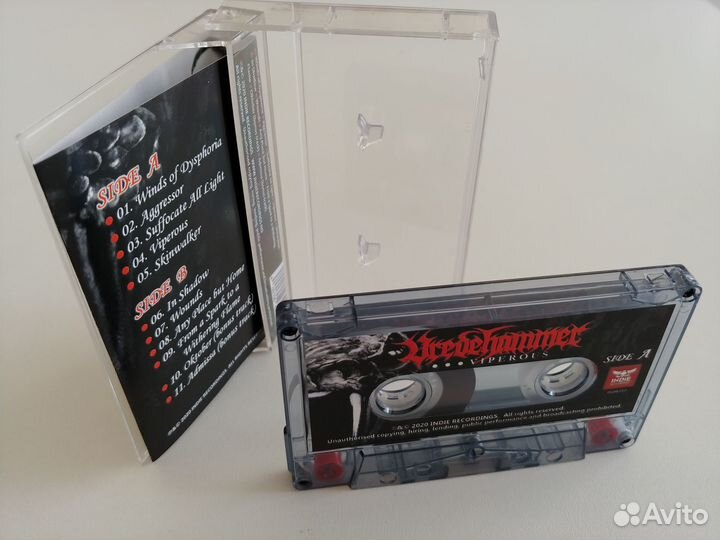 SIDE A
01. Winds of Dysphoria
02. Aggressor
03. Suffocate All Light
04. Viperous
05. Skinwalker
SIDE B
06. In Shadow
07. Wounds
08. Any Place but Home
09. From a Spark to a
Withering Flame
10. Oktober (bonus track)
11. (Bonus track)
Vredehammer
VIPEROUS
SIDE A
INDIE
℗&© 2020 INDIE RECORDINGS. All rights reserved
Unauthorised copying, hiring, lending, public performance and broadcasting prohibited.
Avito